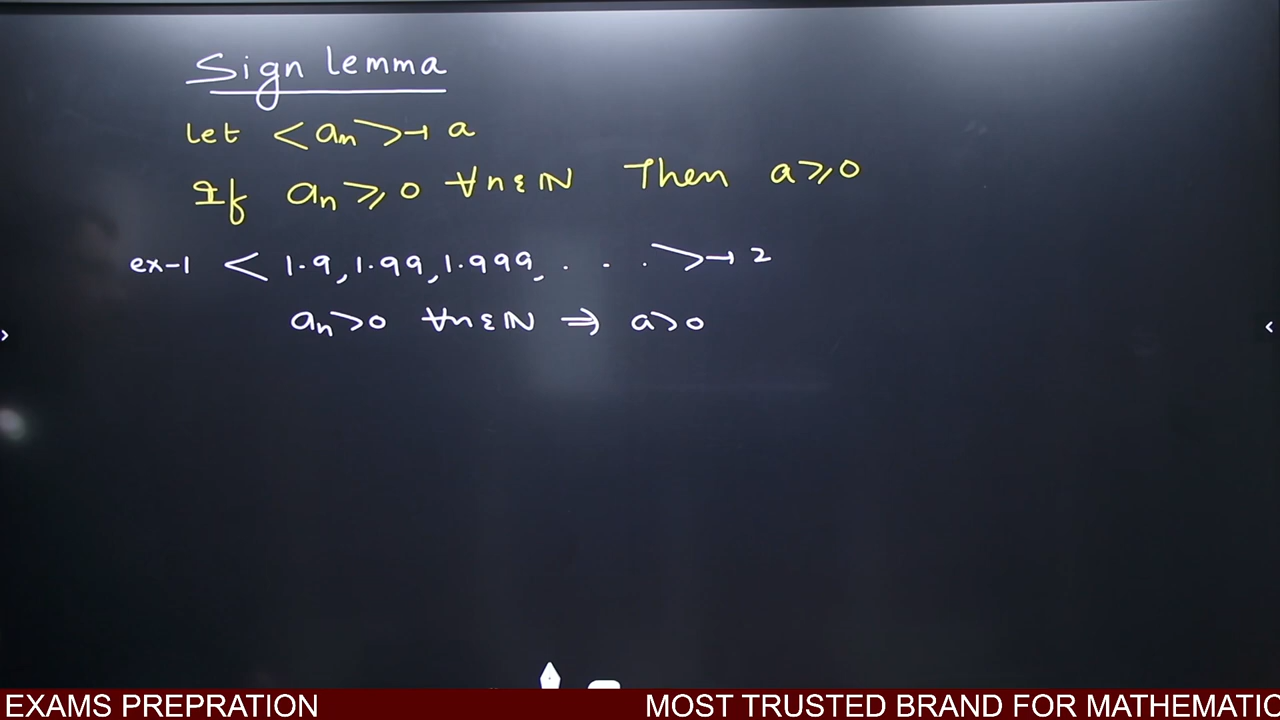 Sign lemma
Let <aₙ> → a
If aₙ ⩾ 0 ∀n∈ℕ Then a ⩾ 0
ex-1 < 1.9, 1.99, 1.999, . . . > → 2
aₙ > 0 ∀n∈ℕ ⇒ a > 0
EXAMS PREPRATION MOST TRUSTED BRAND FOR MATHEMATIC